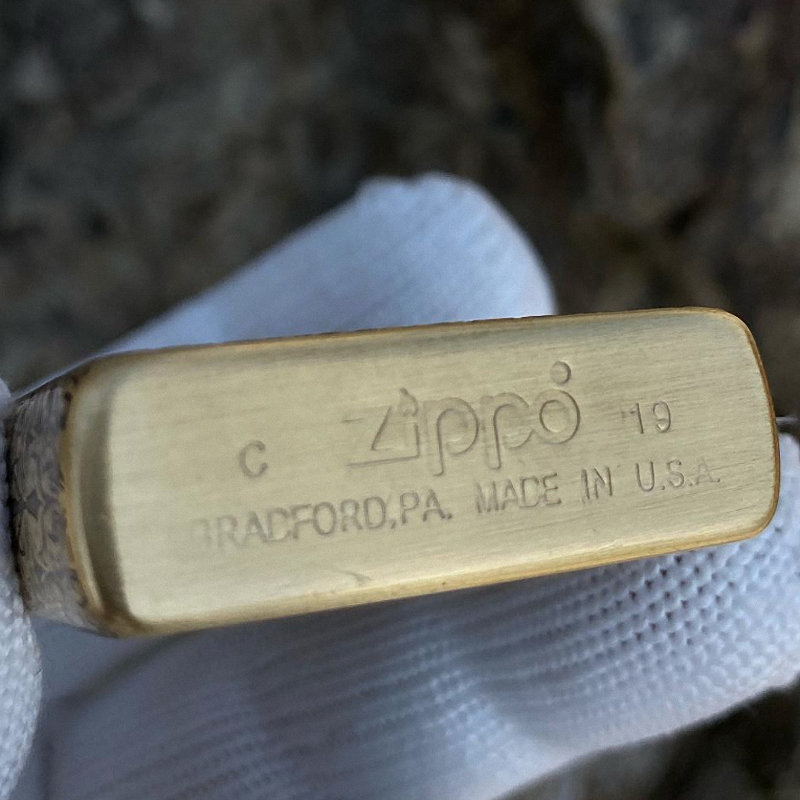 C Zippo '19
BRADFORD,PA. MADE IN U.S.A.